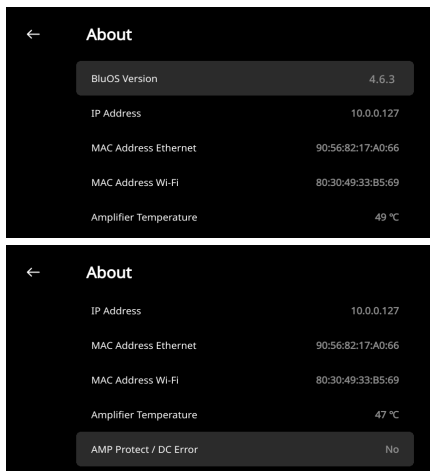 ← About
BluOS Version 4.6.3
IP Address 10.0.0.127
MAC Address Ethernet 90:56:82:17:A0:66
MAC Address Wi-Fi 80:30:49:33:B5:69
Amplifier Temperature 49 ℃
← About
IP Address 10.0.0.127
MAC Address Ethernet 90:56:82:17:A0:66
MAC Address Wi-Fi 80:30:49:33:B5:69
Amplifier Temperature 47 ℃
AMP Protect / DC Error No